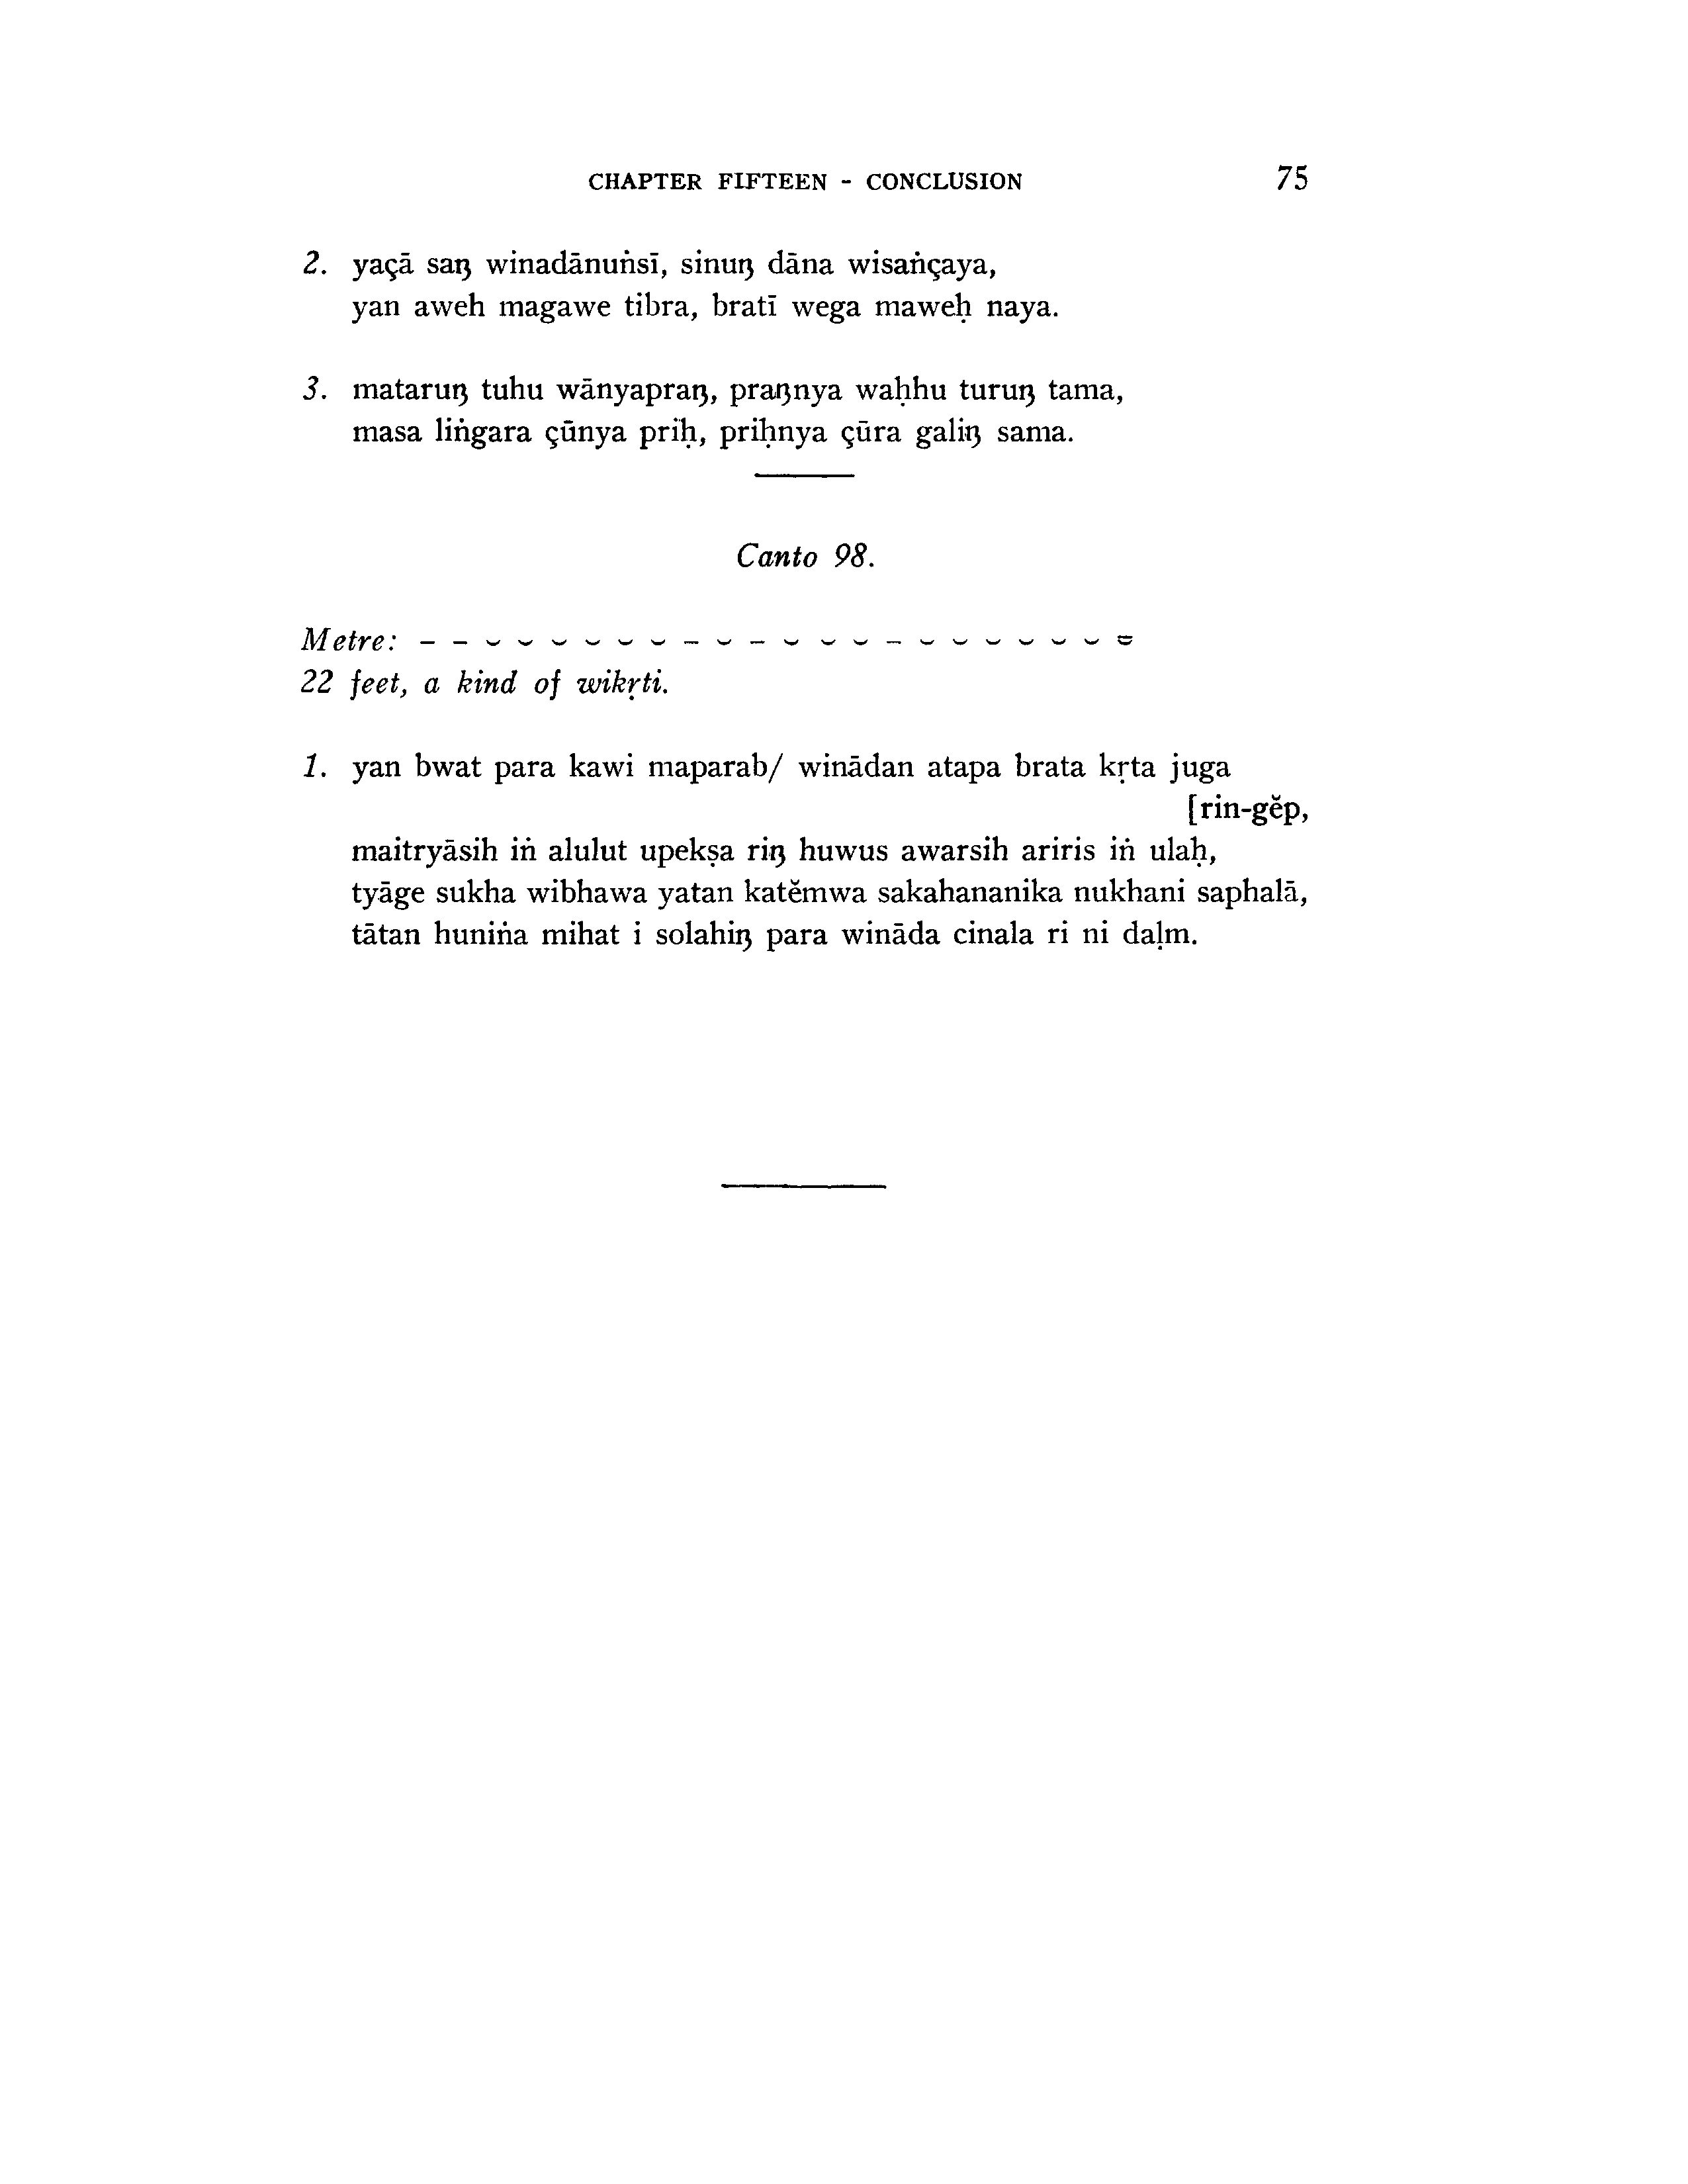 CHAPTER FIFTEEN - CONCLUSION 75
2. yaçā saŋ winadānuṅsī, sinuŋ dāna wisaṅçaya,
yan aweh magawe tibra, bratī wega maweḥ naya.
3. mataruŋ tuhu wānyapraŋ, praŋnya waḥhu turuŋ tama,
masa liṅgara çūnya priḥ, priḥnya çūra galiŋ sama.
Canto 98.
Metre: – – ⏑ ⏑ ⏑ ⏑ ⏑ ⏑ – ⏑ – ⏑ ⏑ ⏑ – ⏑ ⏑ ⏑ ⏑ ⏑ ⏑ ⏓
22 feet, a kind of wikṛti.
1. yan bwat para kawi maparab/ winādan atapa brata kṛta juga
[rin-gĕp,
maitryāsih iṅ alulut upekṣa riŋ huwus awarsih ariris iṅ ulaḥ,
tyāge sukha wibhawa yatan katĕmwa sakahananika nukhani saphalā,
tātan huniṅa mihat i solahiŋ para wināda cinala ri ni daḷm.